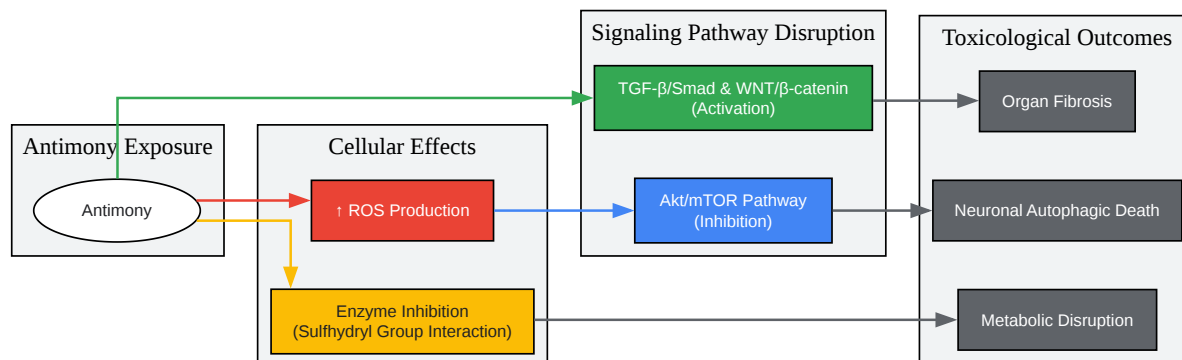 Signaling Pathway Disruption
Toxicological Outcomes
TGF-β/Smad & WNT/β-catenin
(Activation)
Organ Fibrosis
Antimony Exposure
Cellular Effects
Antimony
↑ ROS Production
Akt/mTOR Pathway
(Inhibition)
Neuronal Autophagic Death
Enzyme Inhibition
(Sulfhydryl Group Interaction)
Metabolic Disruption